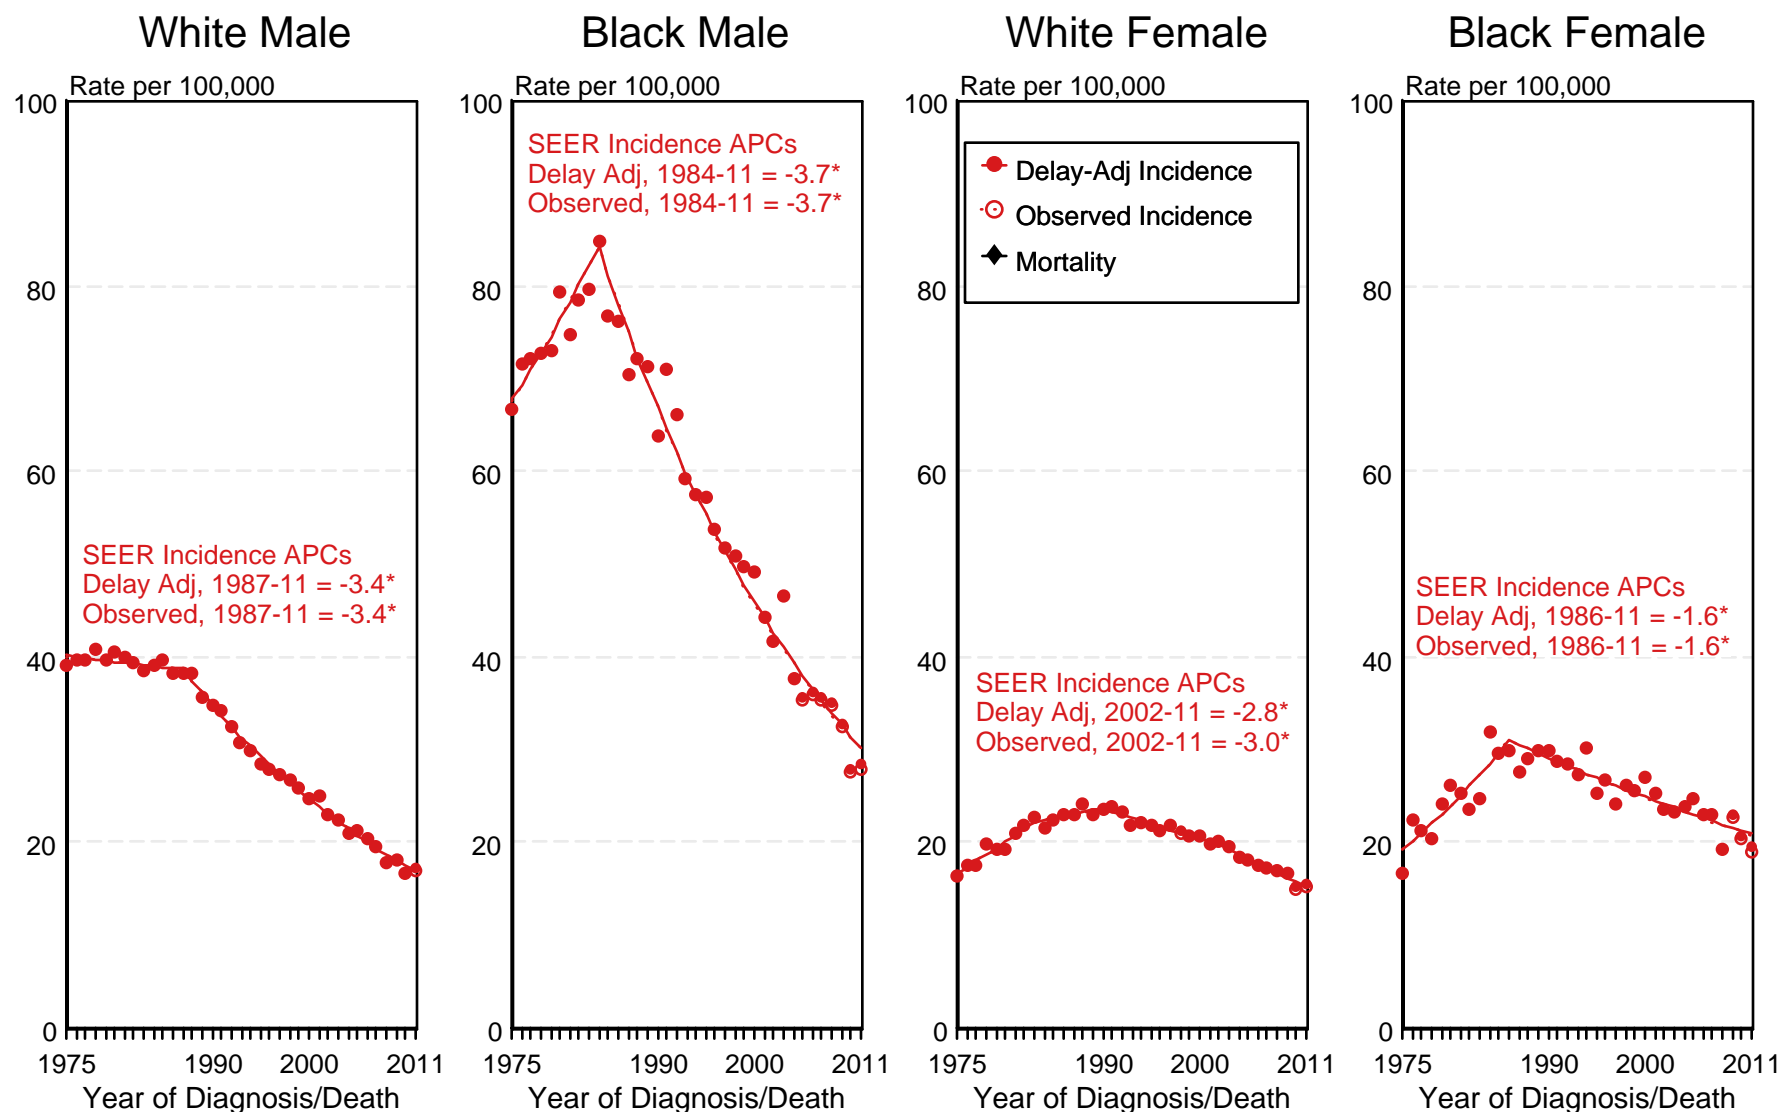 White Male
Rate per 100,000
100
80
60
40
20
0
SEER Incidence APCs
Delay Adj, 1987-11 = -3.4*
Observed, 1987-11 = -3.4*
1975 1990 2000 2011
Year of Diagnosis/Death
Black Male
Rate per 100,000
100
80
60
40
20
0
SEER Incidence APCs
Delay Adj, 1984-11 = -3.7*
Observed, 1984-11 = -3.7*
1975 1990 2000 2011
Year of Diagnosis/Death
White Female
Rate per 100,000
100
80
60
40
20
0
Delay-Adj Incidence
Observed Incidence
Mortality
SEER Incidence APCs
Delay Adj, 2002-11 = -2.8*
Observed, 2002-11 = -3.0*
1975 1990 2000 2011
Year of Diagnosis/Death
Black Female
Rate per 100,000
100
80
60
40
20
0
SEER Incidence APCs
Delay Adj, 1986-11 = -1.6*
Observed, 1986-11 = -1.6*
1975 1990 2000 2011
Year of Diagnosis/Death